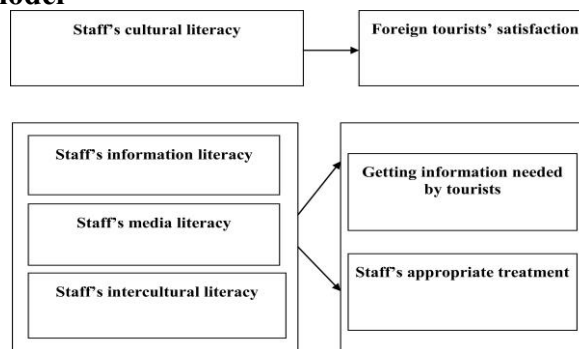 Staff's cultural literacy
Foreign tourists' satisfaction
Staff's information literacy
Staff's media literacy
Staff's intercultural literacy
Getting information needed
by tourists
Staff's appropriate treatment